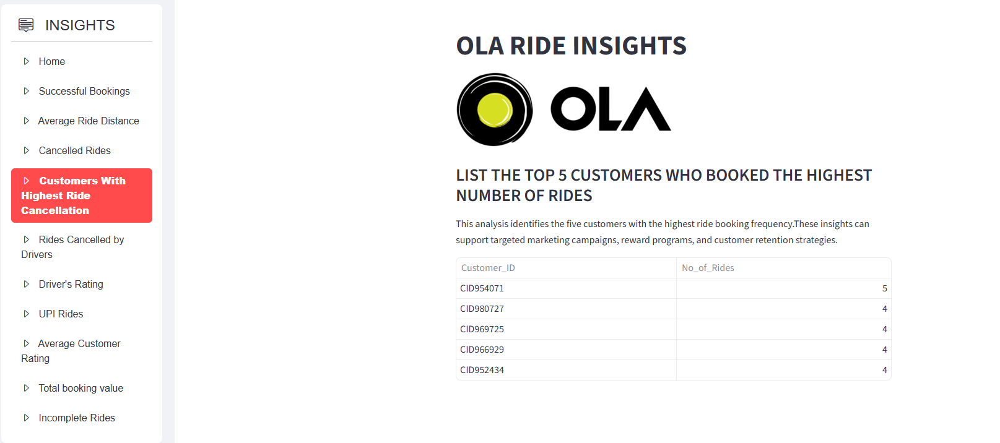 INSIGHTS
Home
Successful Bookings
Average Ride Distance
Cancelled Rides
Customers With
Highest Ride
Cancellation
Rides Cancelled by
Drivers
Driver's Rating
UPI Rides
Average Customer
Rating
Total booking value
Incomplete Rides
OLA RIDE INSIGHTS
OLA
LIST THE TOP 5 CUSTOMERS WHO BOOKED THE HIGHEST
NUMBER OF RIDES
This analysis identifies the five customers with the highest ride booking frequency.These insights can
support targeted marketing campaigns, reward programs, and customer retention strategies.
Customer_ID No_of_Rides
CID954071 5
CID980727 4
CID969725 4
CID966929 4
CID952434 4